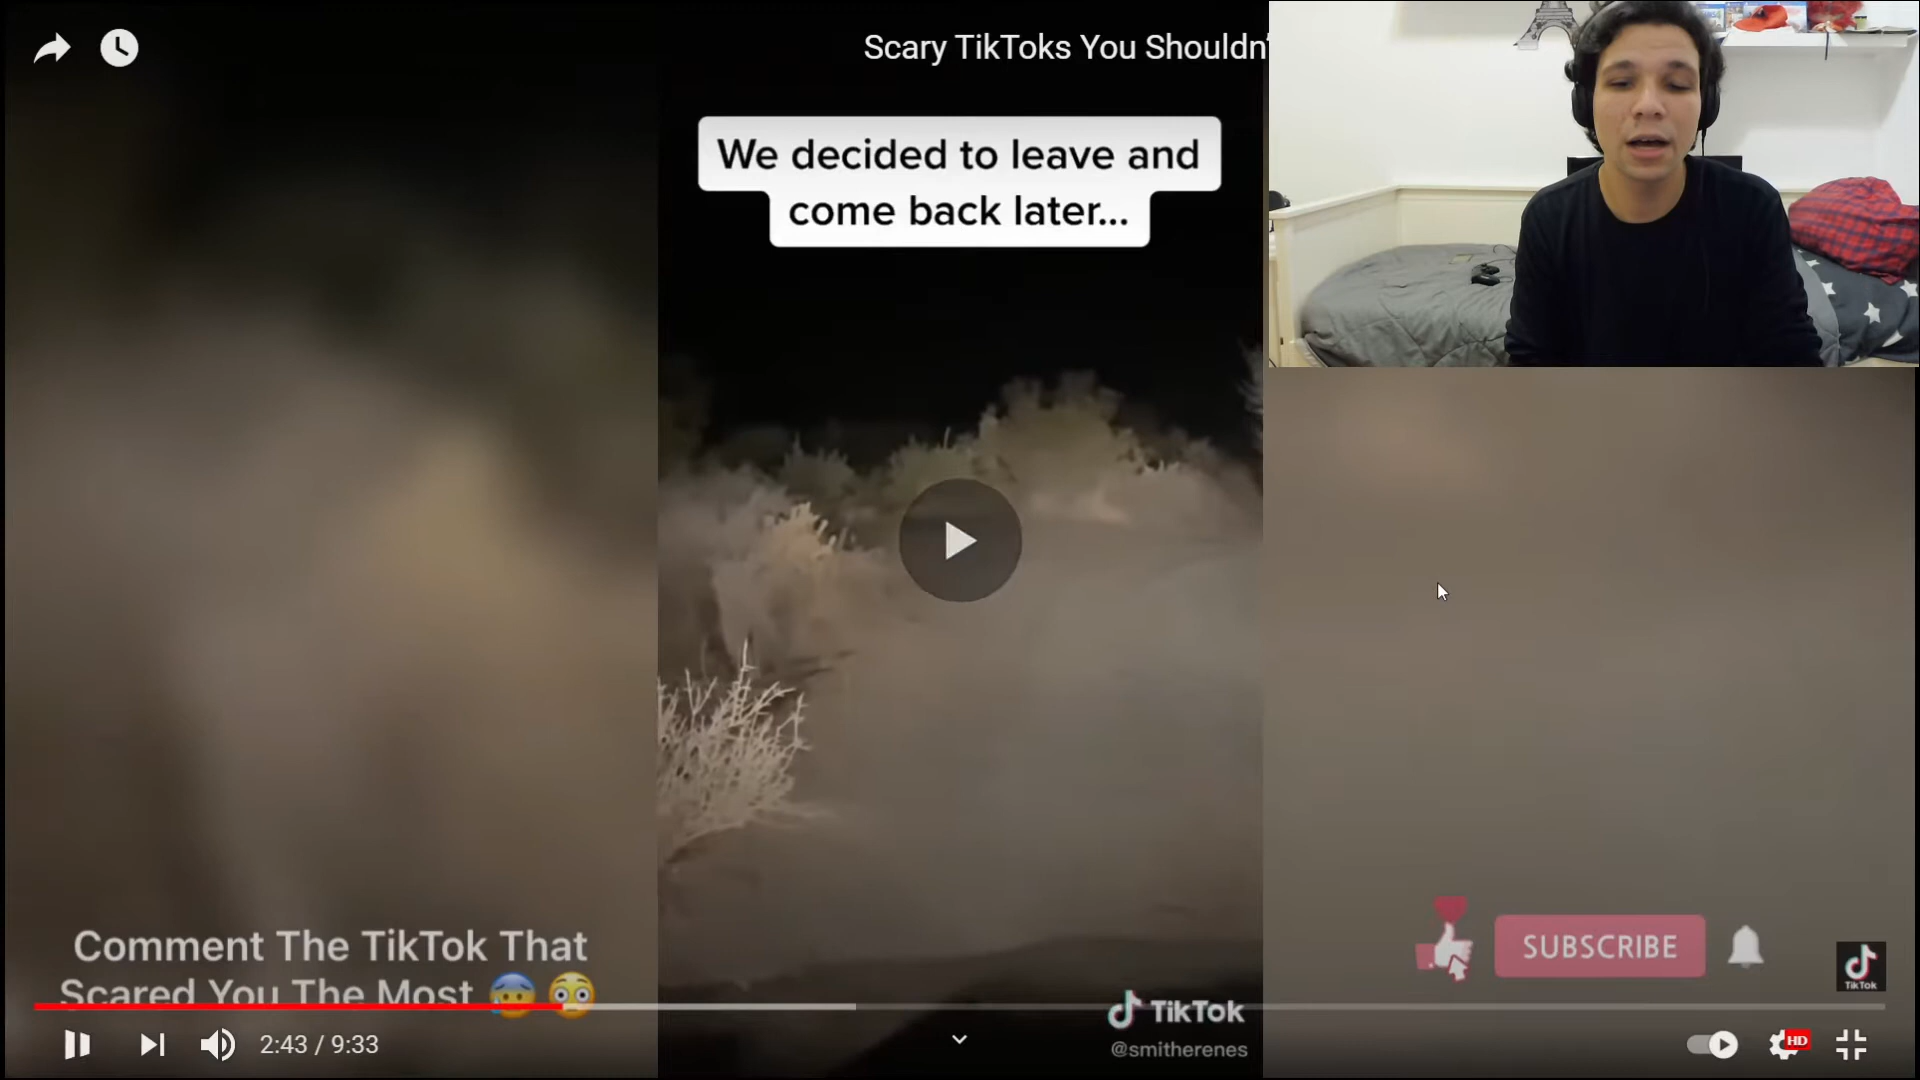 Scary TikToks You Shouldn'
We decided to leave and
come back later...
Comment The TikTok That
Scared You The Most 😰 😳
SUBSCRIBE
TikTok
TikTok
@smitherenes
2:43 / 9:33
HD